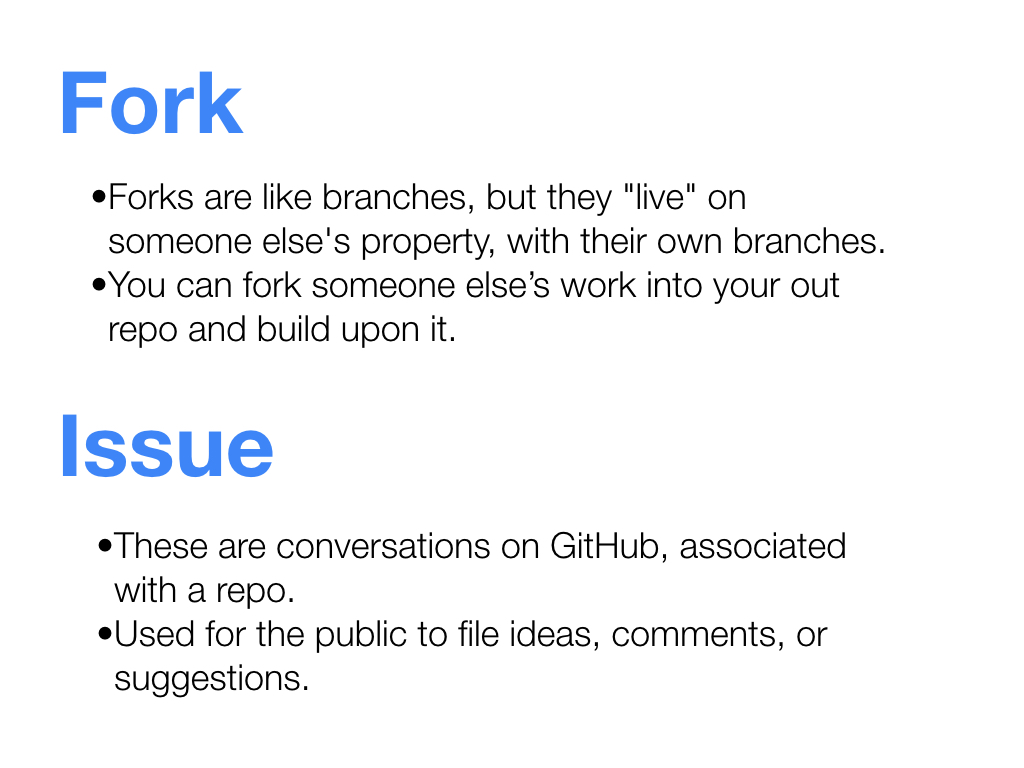 Fork
•Forks are like branches, but they "live" on
someone else's property, with their own branches.
•You can fork someone else’s work into your out
repo and build upon it.
Issue
•These are conversations on GitHub, associated
with a repo.
•Used for the public to file ideas, comments, or
suggestions.